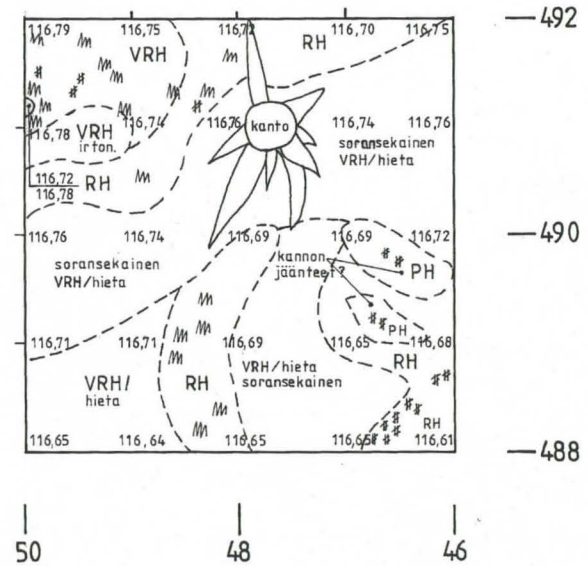 116,79 116,75 116,72 116,70 116,75 492
VRH RH
116,78 116,74 116,76 kanto 116,74 116,76
VRH
irton.
soransekainen
VRH/hieta
116,72 RH
116,78
116,76 116,74 116,69 116,69 116,72 490
soransekainen
VRH/hieta
kannon
jäänteet?
PH
116,71 116,71 116,69 116,65 PH 116,68
VRH/
hieta
RH
VRH/hieta
soransekainen
RH
RH
116,65 116,64 116,65 116,65 116,61 488
50 48 46